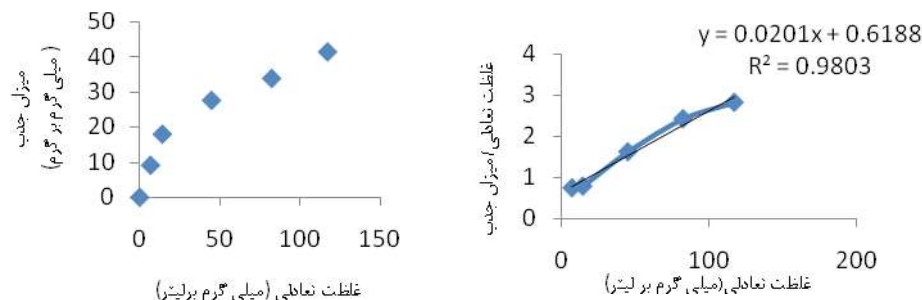 50
40
30
20
10
0
میزان جذب
(میلی گرم بر گرم)
0 50 100 150
غلظت تعادلی (میلی گرم برلیتر)
y = 0.0201x + 0.6188
R² = 0.9803
4
3
2
1
0
غلظت تعادلی/میزان جذب
0 100 200
غلظت تعادلی(میلی گرم بر لیتر)